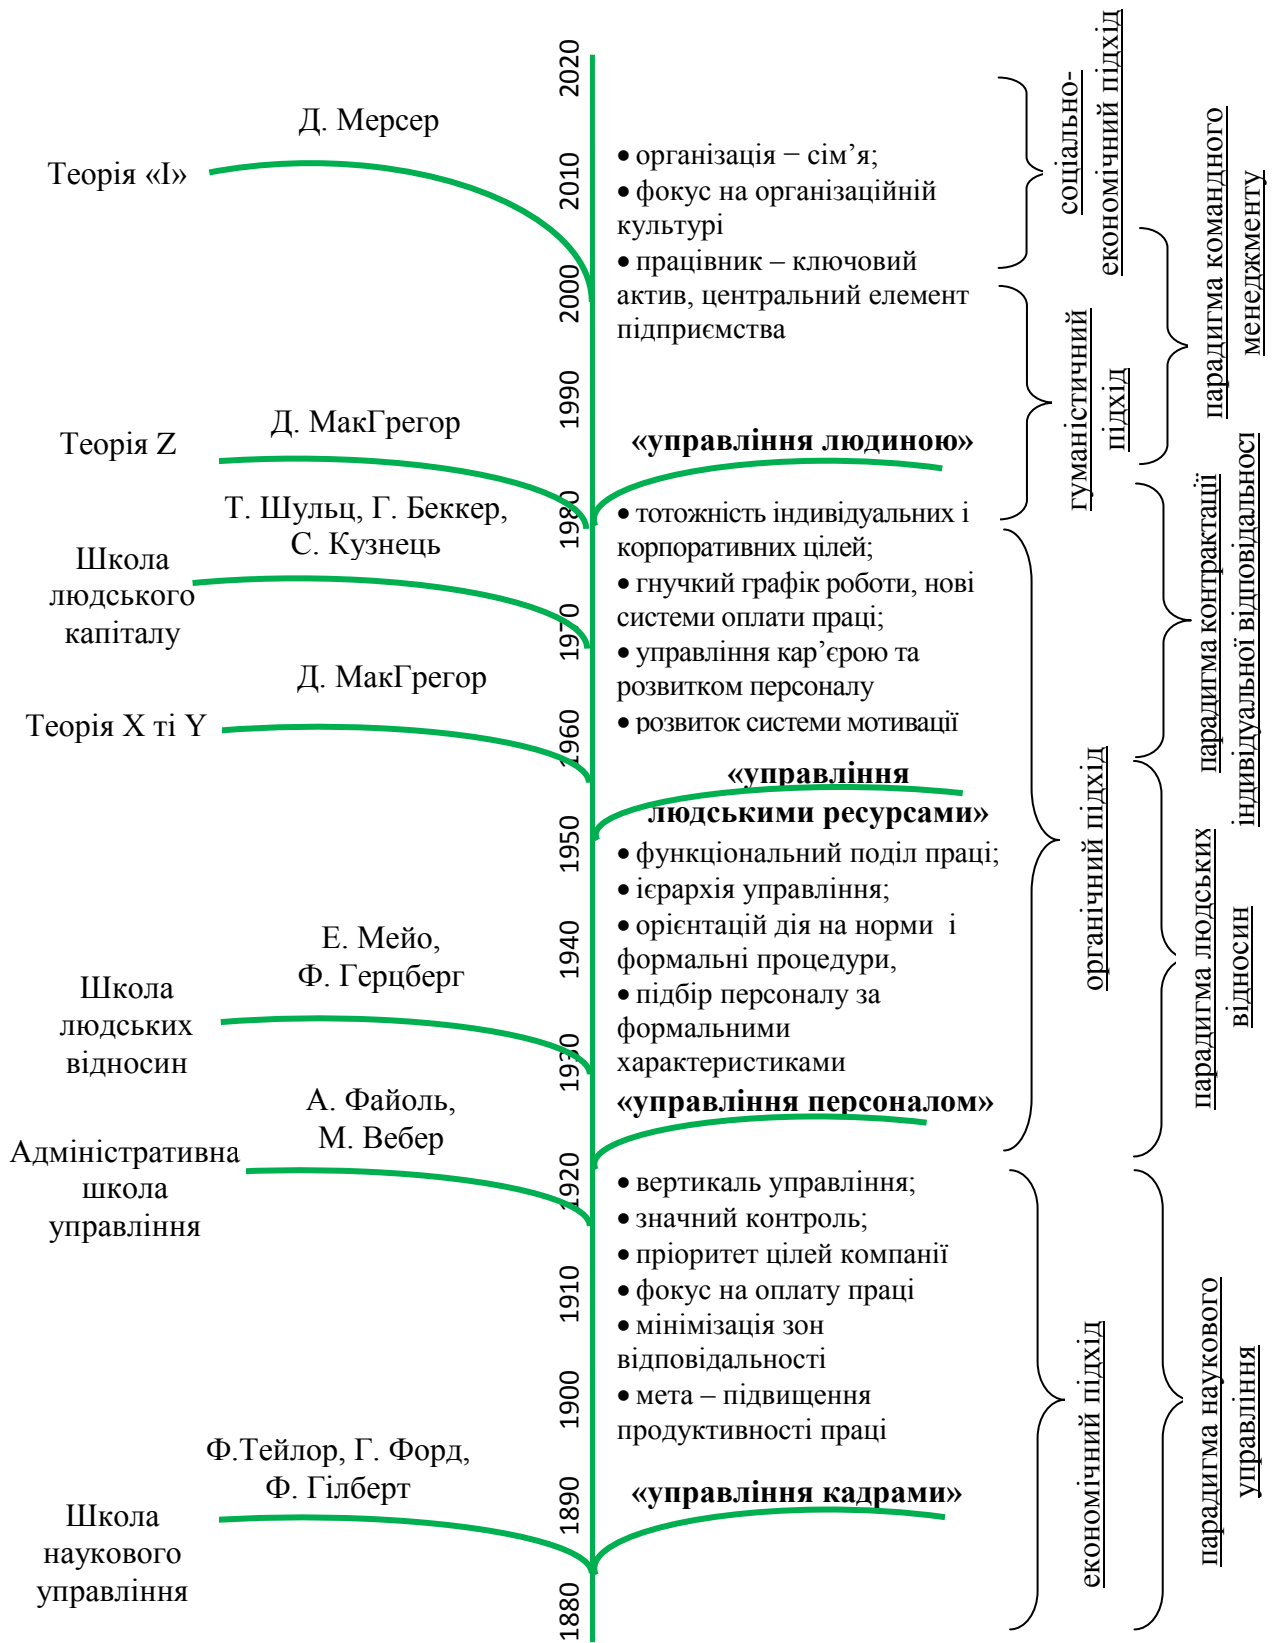 2020
2010
2000
1990
1980
1970
1960
1950
1940
1930
1920
1910
1900
1890
1880
Д. Мерсер
Теорія «І»
Д. МакГрегор
Теорія Z
Т. Шульц, Г. Беккер,
С. Кузнець
Школа
людського
капіталу
Д. МакГрегор
Теорія X ті Y
Е. Мейо,
Ф. Герцберг
Школа
людських
відносин
А. Файоль,
М. Вебер
Адміністративна
школа
управління
Ф.Тейлор, Г. Форд,
Ф. Гілберт
Школа
наукового
управління
• організація − сім’я;
• фокус на організаційній
культурі
• працівник – ключовий
актив, центральний елемент
підприємства
«управління людиною»
• тотожність індивідуальних і
корпоративних цілей;
• гнучкий графік роботи, нові
системи оплати праці;
• управління кар’єрою та
розвитком персоналу
• розвиток системи мотивації
«управління
людськими ресурсами»
• функціональний поділ праці;
• ієрархія управління;
• орієнтацій дія на норми і
формальні процедури,
• підбір персоналу за
формальними
характеристиками
«управління персоналом»
• вертикаль управління;
• значний контроль;
• пріоритет цілей компанії
• фокус на оплату праці
• мінімізація зон
відповідальності
• мета – підвищення
продуктивності праці
«управління кадрами»
соціально-
економічний підхід
гуманістичний
підхід
органічний підхід
економічний підхід
парадигма командного
менеджменту
парадигма контрактації
індивідуальної відповідальності
парадигма людських
відносин
парадигма наукового
управління